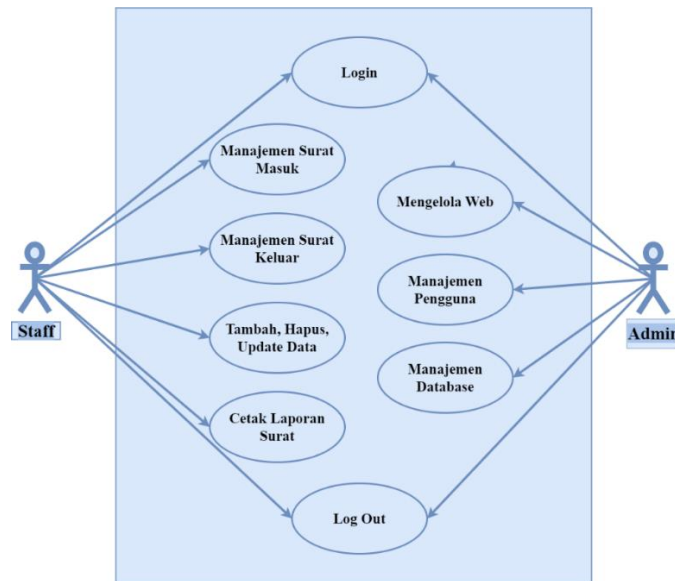 Login
Manajemen Surat
Masuk
Mengelola Web
Manajemen Surat
Keluar
Manajemen
Pengguna
Staff
Admin
Tambah, Hapus,
Update Data
Manajemen
Database
Cetak Laporan
Surat
Log Out